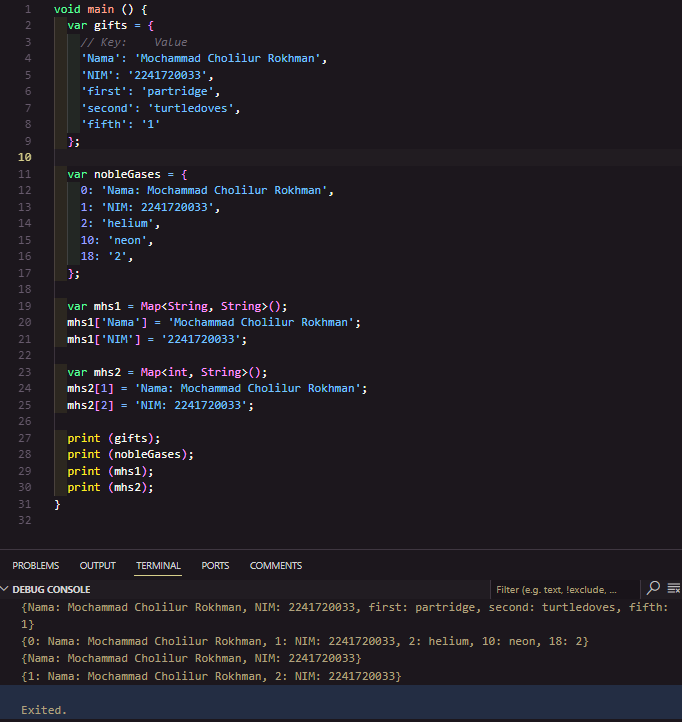 1 void main () {
2 var gifts = {
3 // Key: Value
4 'Nama': 'Mochammad Cholilur Rokhman',
5 'NIM': '2241720033',
6 'first': 'partridge',
7 'second': 'turtledoves',
8 'fifth': '1'
9 };
10
11 var nobleGases = {
12 0: 'Nama: Mochammad Cholilur Rokhman',
13 1: 'NIM: 2241720033',
14 2: 'helium',
15 10: 'neon',
16 18: '2',
17 };
18
19 var mhs1 = Map<String, String>();
20 mhs1['Nama'] = 'Mochammad Cholilur Rokhman';
21 mhs1['NIM'] = '2241720033';
22
23 var mhs2 = Map<int, String>();
24 mhs2[1] = 'Nama: Mochammad Cholilur Rokhman';
25 mhs2[2] = 'NIM: 2241720033';
26
27 print (gifts);
28 print (nobleGases);
29 print (mhs1);
30 print (mhs2);
31 }
32
PROBLEMS OUTPUT TERMINAL PORTS COMMENTS
DEBUG CONSOLE Filter (e.g. text, !exclude, ...
{Nama: Mochammad Cholilur Rokhman, NIM: 2241720033, first: partridge, second: turtledoves, fifth:
1}
{0: Nama: Mochammad Cholilur Rokhman, 1: NIM: 2241720033, 2: helium, 10: neon, 18: 2}
{Nama: Mochammad Cholilur Rokhman, NIM: 2241720033}
{1: Nama: Mochammad Cholilur Rokhman, 2: NIM: 2241720033}
Exited.